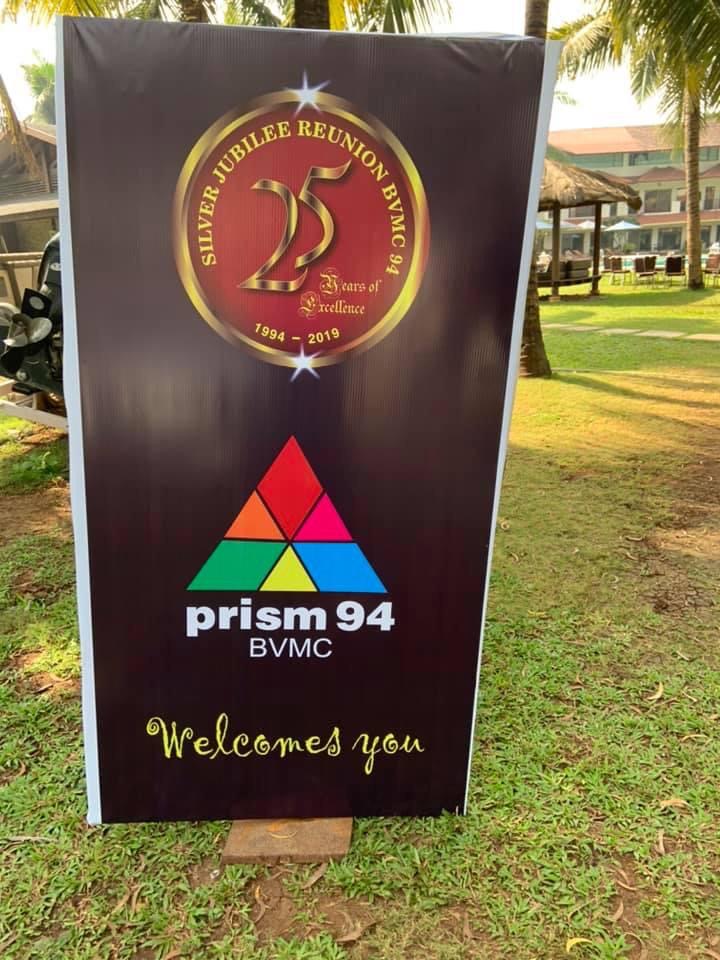 SILVER JUBILEE REUNION BVMC 94
25
Years of
Excellence
1994 - 2019
prism 94
BVMC
Welcomes you